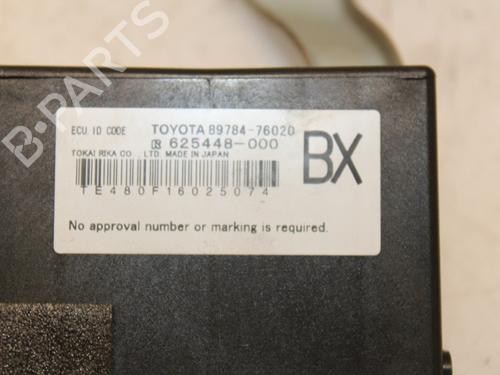 B-PARTS
ECU ID CODE TOYOTA 89784-76020
625448-000
TOKAI RIKA CO. LTD. MADE IN JAPAN
BX
TE480F16025074
No approval number or marking is required.